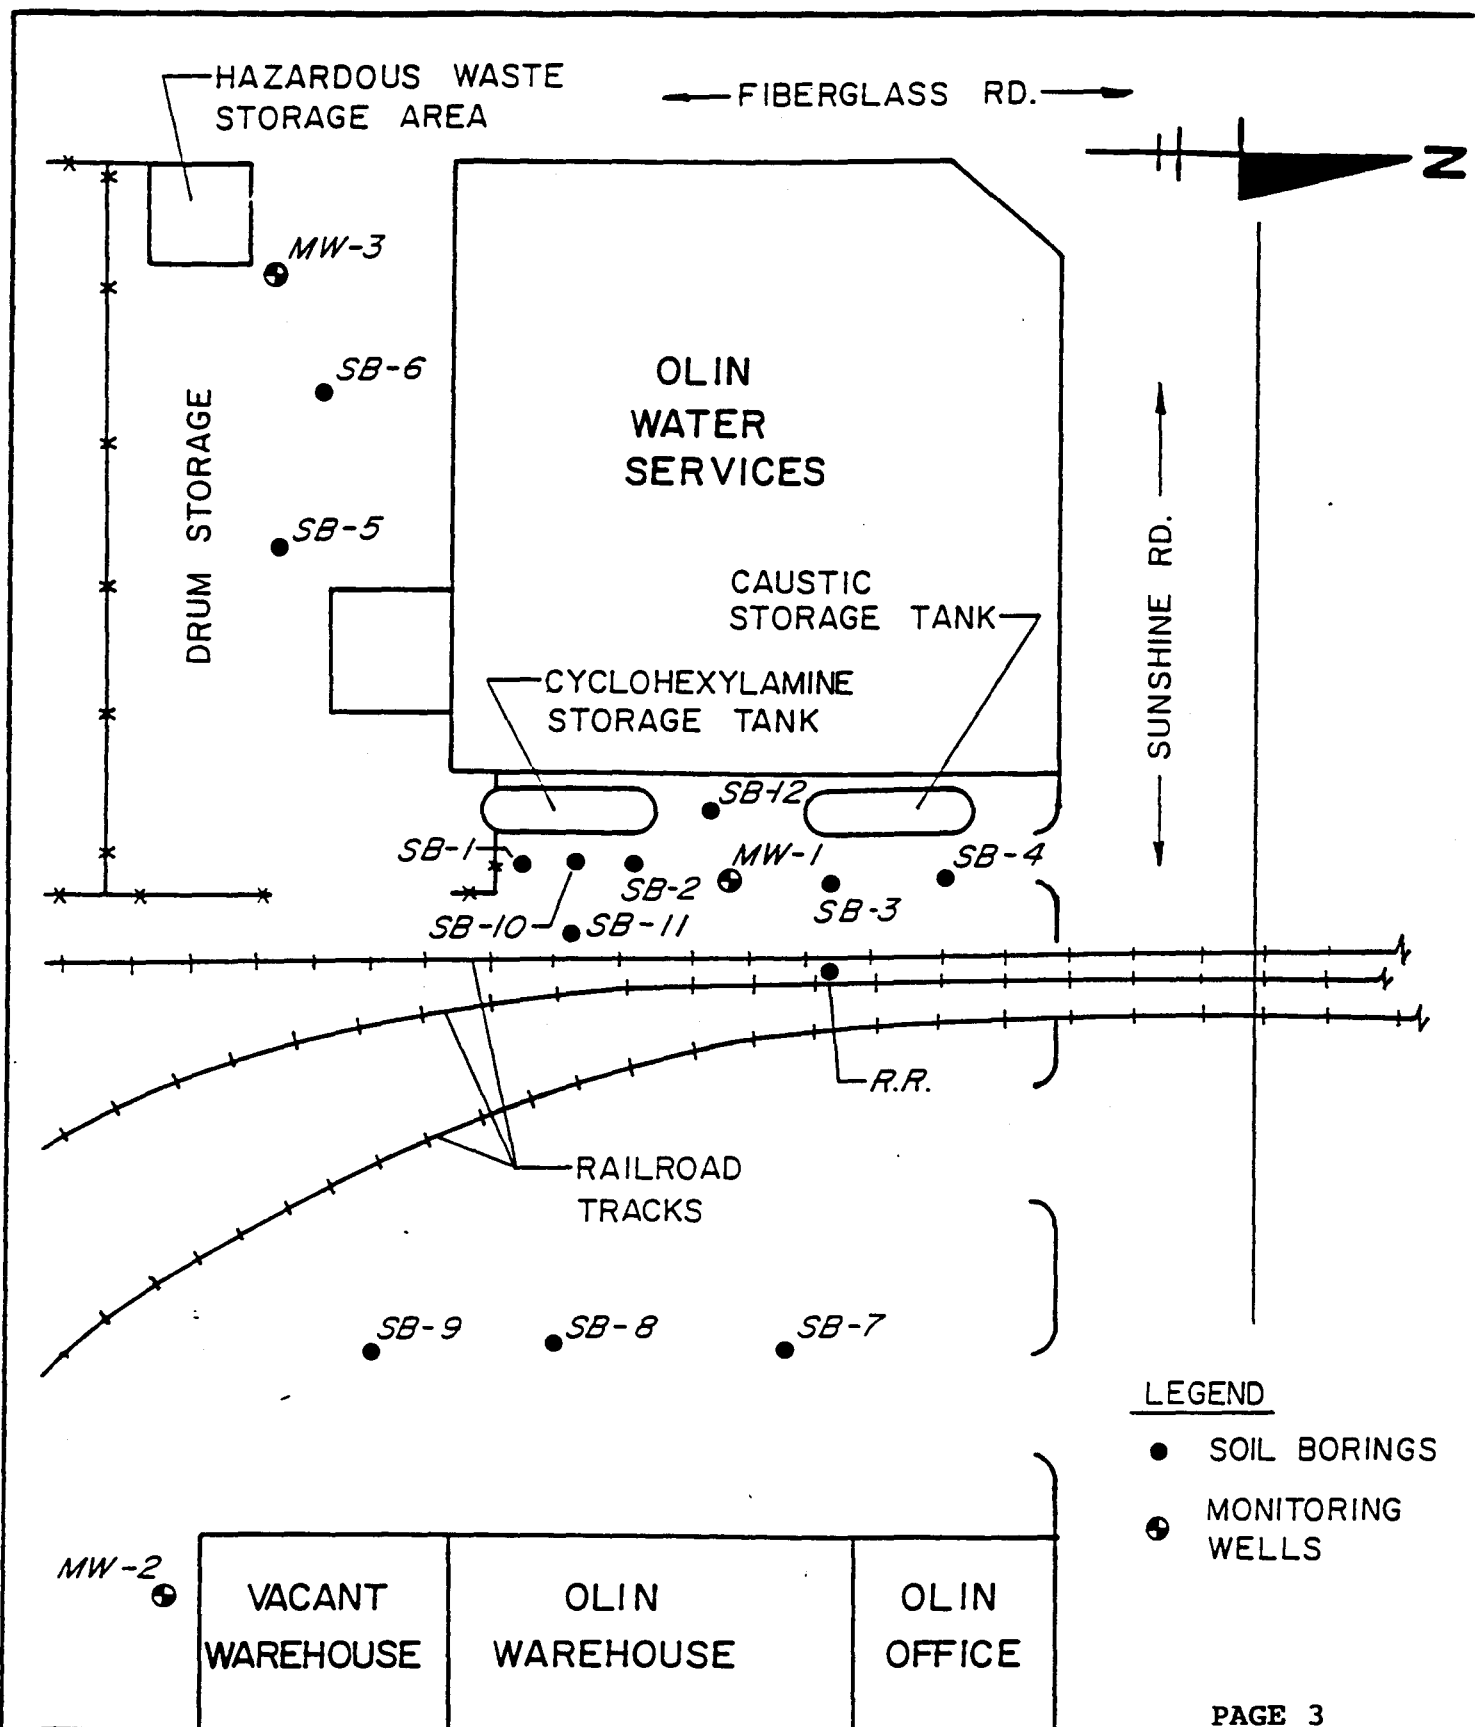 HAZARDOUS WASTE
STORAGE AREA
FIBERGLASS RD.
N
MW-3
SB-6
OLIN
WATER
SERVICES
DRUM STORAGE
SB-5
CAUSTIC
STORAGE TANK
SUNSHINE RD.
CYCLOHEXYLAMINE
STORAGE TANK
SB-12
SB-1
MW-1
SB-4
SB-2
SB-3
SB-10
SB-11
R.R.
RAILROAD
TRACKS
SB-9
SB-8
SB-7
LEGEND
SOIL BORINGS
MONITORING
WELLS
MW-2
VACANT
WAREHOUSE
OLIN
WAREHOUSE
OLIN
OFFICE
PAGE 3